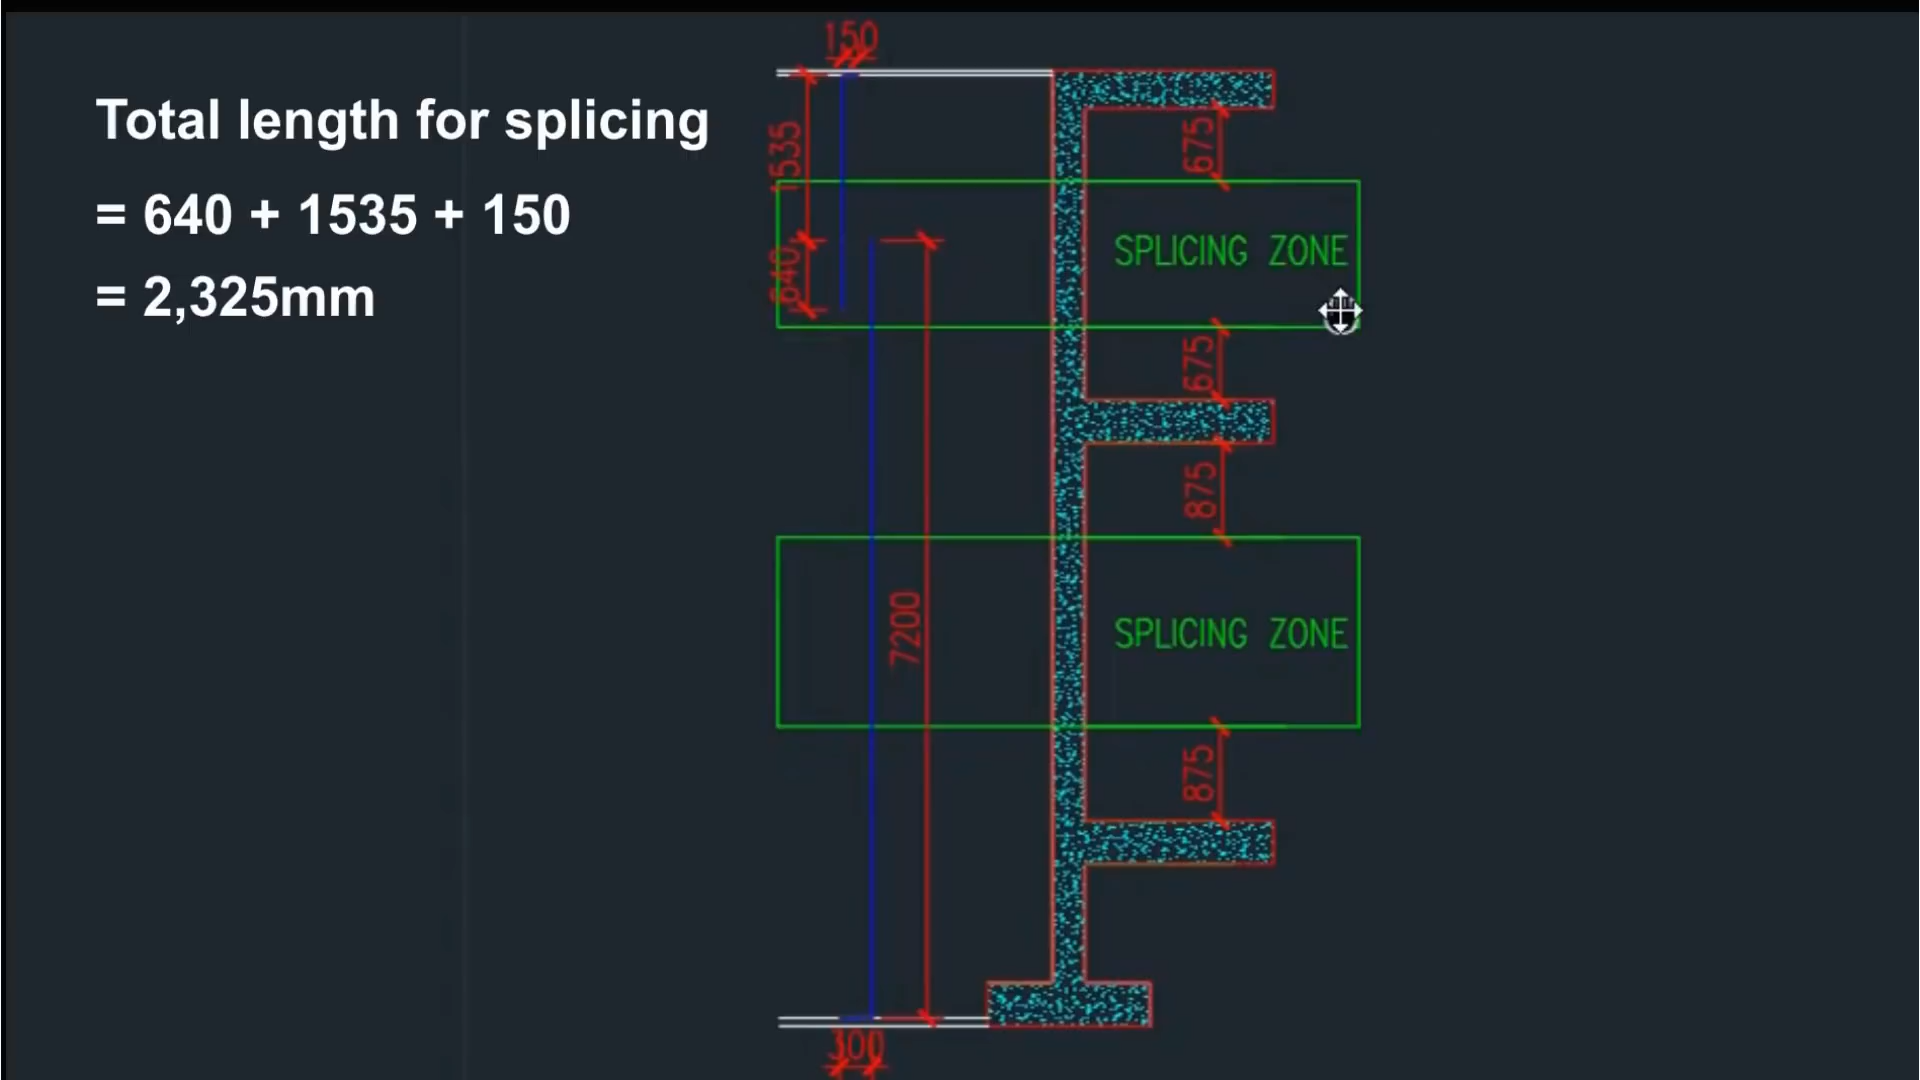 150
Total length for splicing
= 640 + 1535 + 150
= 2,325mm
1535
675
SPLICING ZONE
640
675
875
7200
SPLICING ZONE
875
300